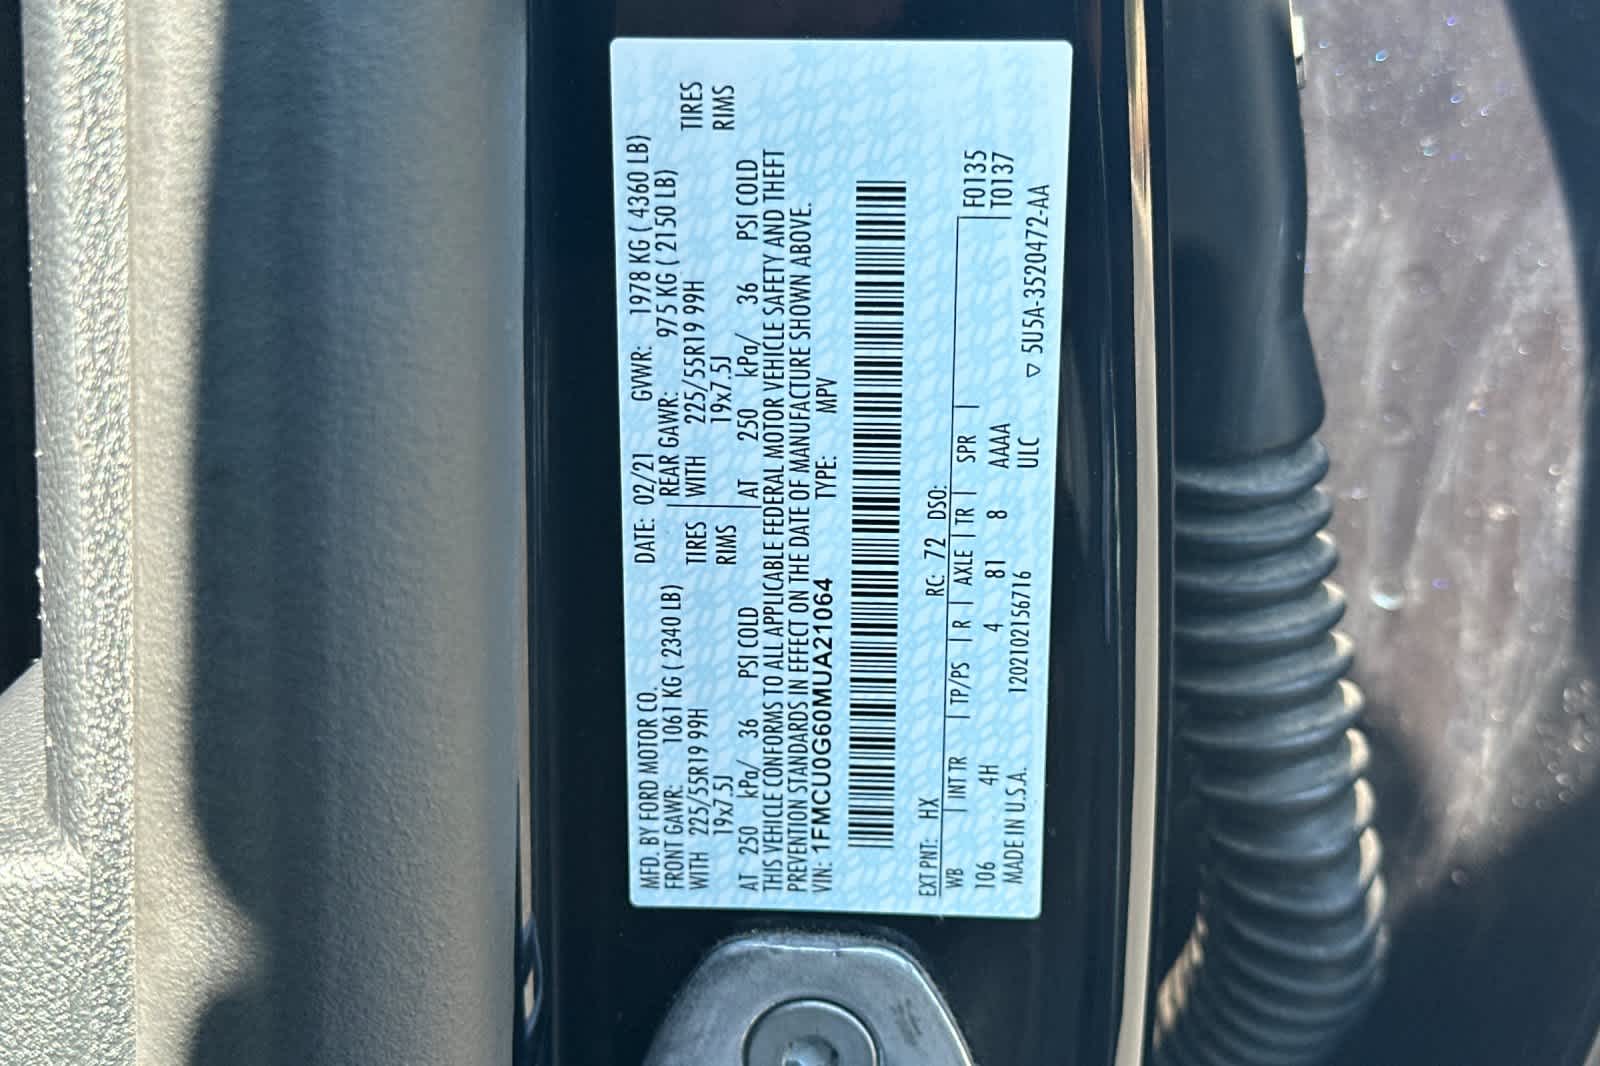 MFD. BY FORD MOTOR CO. DATE: 02/21 GVWR: 1978 KG ( 4360 LB)
FRONT GAWR: 1061 KG ( 2340 LB) REAR GAWR: 975 KG ( 2150 LB)
WITH 225/55R19 99H TIRES WITH 225/55R19 99H TIRES
19x7.5J RIMS 19x7.5J RIMS
AT 250 kPa/ 36 PSI COLD AT 250 kPa/ 36 PSI COLD
THIS VEHICLE CONFORMS TO ALL APPLICABLE FEDERAL MOTOR VEHICLE SAFETY AND THEFT
PREVENTION STANDARDS IN EFFECT ON THE DATE OF MANUFACTURE SHOWN ABOVE.
VIN: 1FMCU0G60MUA21064 TYPE: MPV
EXT PNT: HX RC: 72 DSO: F0135
WB INT TR TP/PS R AXLE TR SPR T0137
106 4H 4 81 8 AAAA
MADE IN U.S.A. 12021021567​16 ULC ▽ 5U5A-3520472-AA